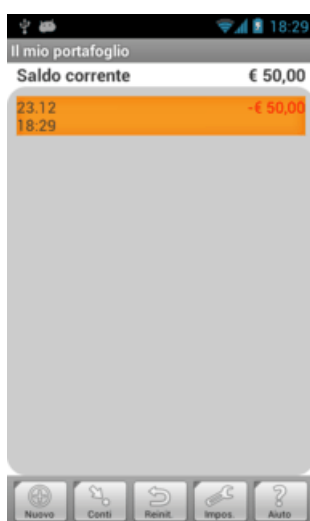 18:29
Il mio portafoglio
Saldo corrente € 50,00
23.12 -€ 50,00
18:29
Nuovo Conti Reinit. Impos. Aiuto